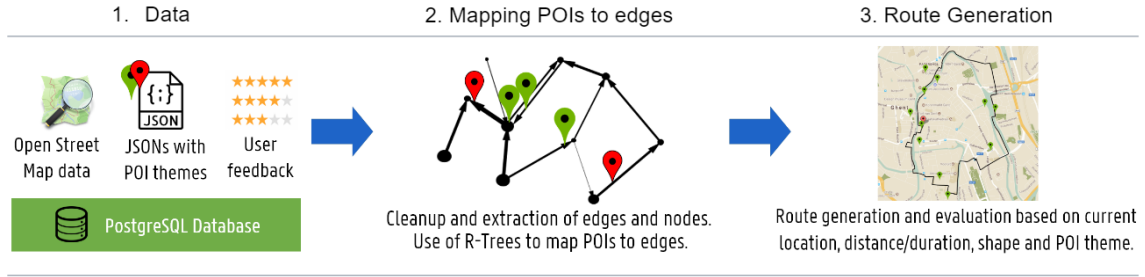 1. Data
2. Mapping POIs to edges
3. Route Generation
{;}
JSON
Open Street
Map data
JSONs with
POI themes
User
feedback
PostgreSQL Database
Cleanup and extraction of edges and nodes.
Use of R-Trees to map POIs to edges.
Ghent
Route generation and evaluation based on current
location, distance/duration, shape and POI theme.